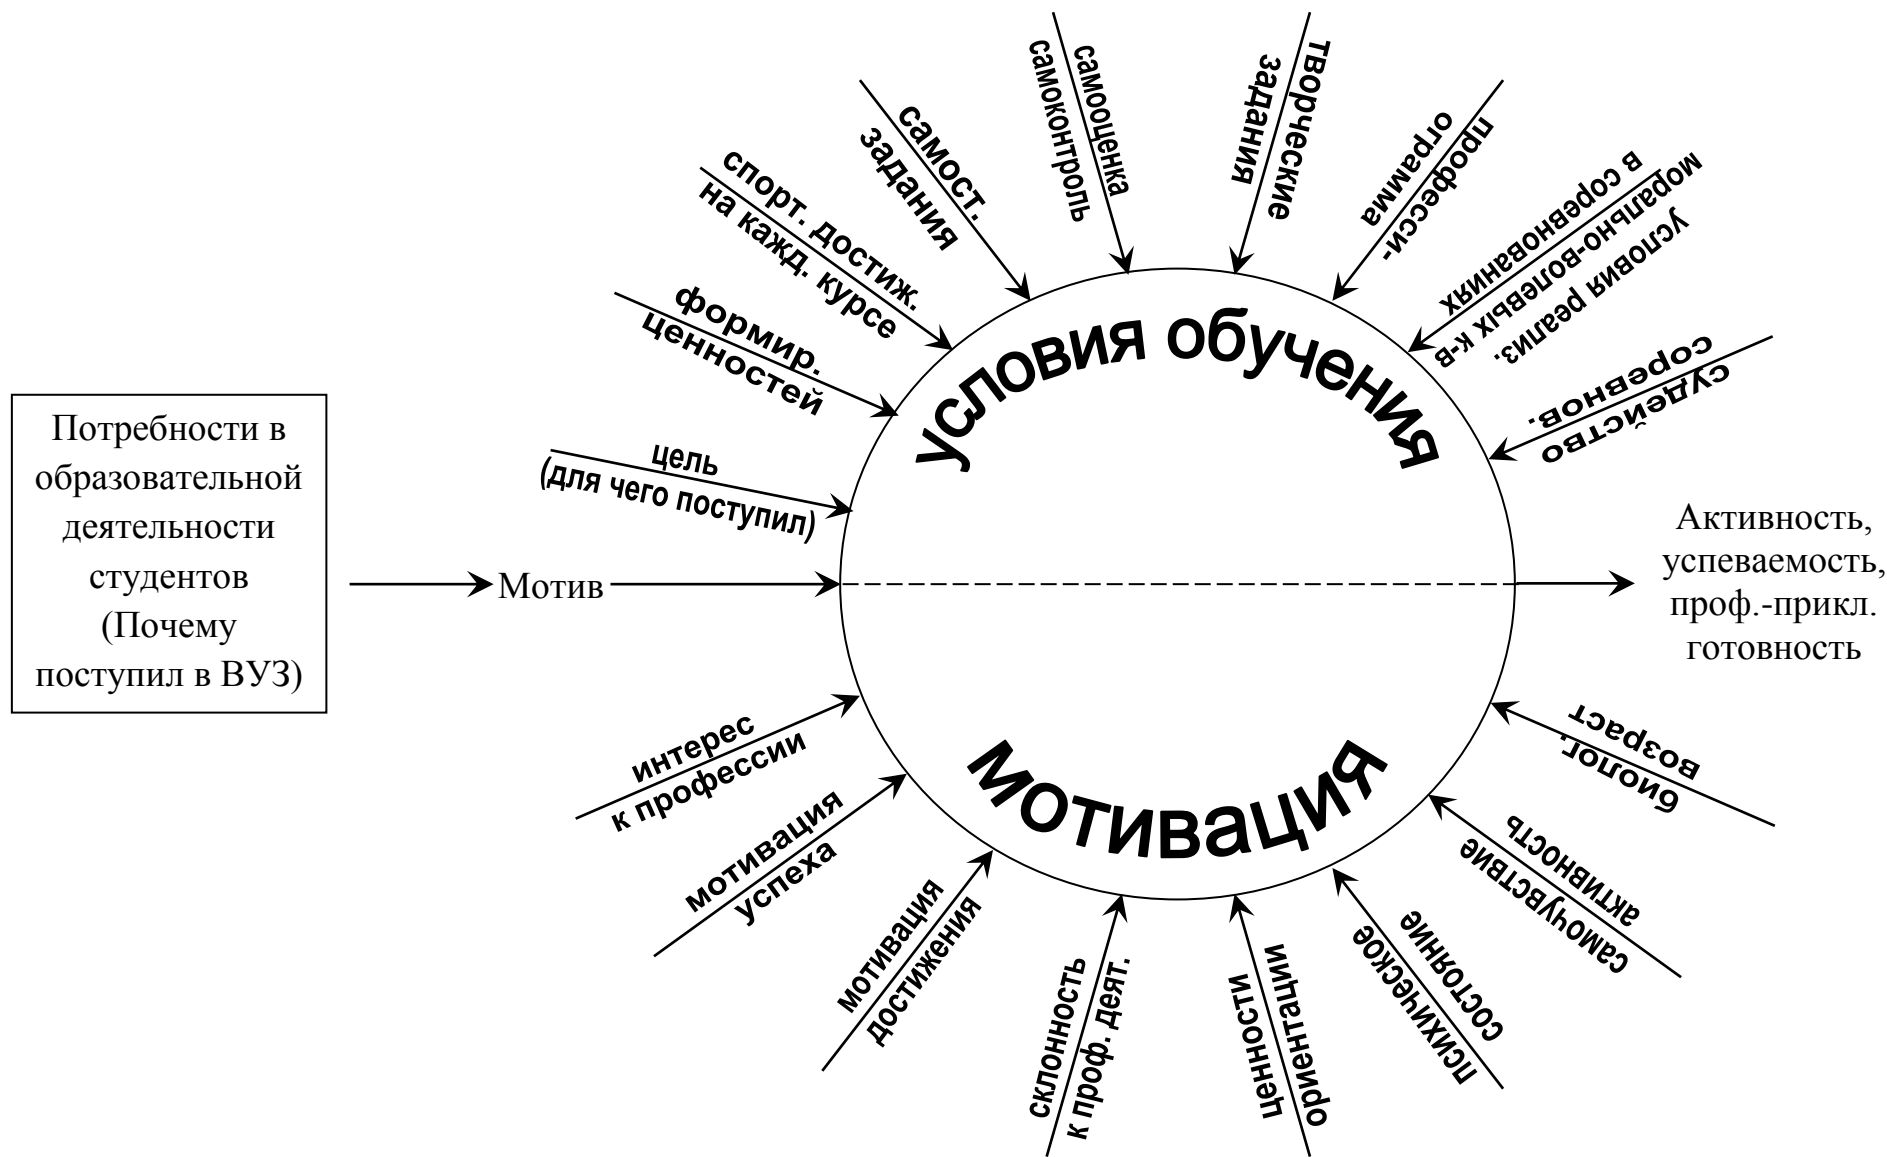 Потребности в
образовательной
деятельности
студентов
(Почему
поступил в ВУЗ)
Мотив
цель
(для чего поступил)
формир.
ценностей
спорт. достиж.
на кажд. курсе
самост.
задания
самооценка
самоконтроль
творческие
задания
професси-
ограмма
условия реализ.
морально-волевых к-в
в соревнованиях
судейство
соревнов.
условия обучения
мотивация
Активность,
успеваемость,
проф.-прикл.
готовность
интерес
к профессии
мотивация
успеха
мотивация
достижения
склонность
к проф. деят.
ценности
ориентации
психическое
состояние
самочувствие
активность
биолог.
возраст